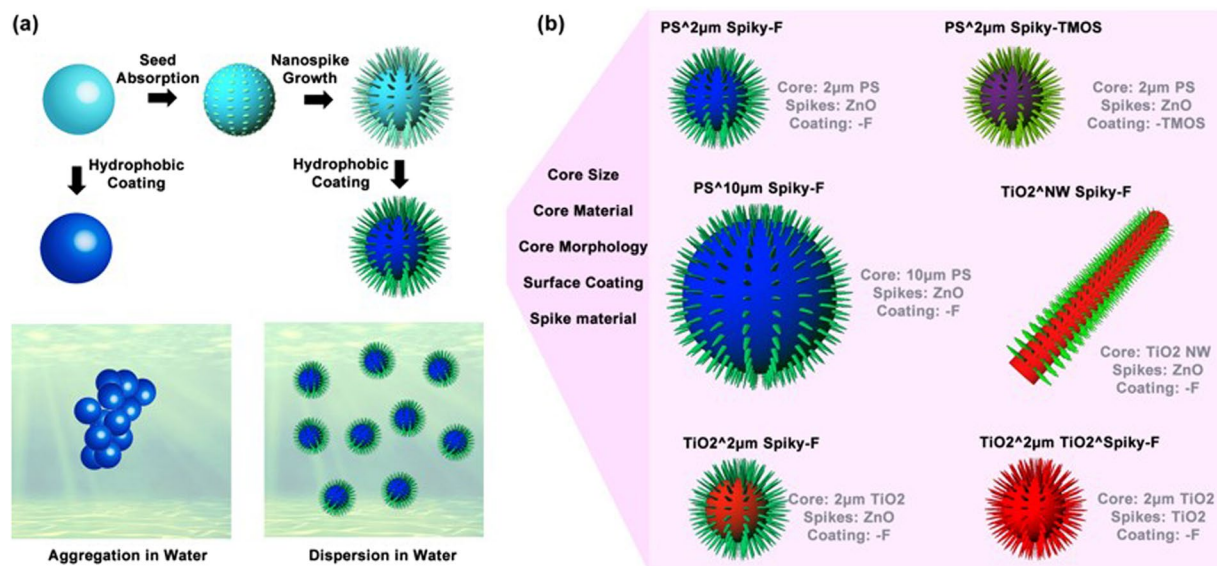 (a)
Seed
Absorption
Nanospike
Growth
Hydrophobic
Coating
Hydrophobic
Coating
Aggregation in Water
Dispersion in Water
(b)
Core Size
Core Material
Core Morphology
Surface Coating
Spike material
PS^2µm Spiky-F
Core: 2µm PS
Spikes: ZnO
Coating: -F
PS^2µm Spiky-TMOS
Core: 2µm PS
Spikes: ZnO
Coating: -TMOS
PS^10µm Spiky-F
Core: 10µm PS
Spikes: ZnO
Coating: -F
TiO2^NW Spiky-F
Core: TiO2 NW
Spikes: ZnO
Coating: -F
TiO2^2µm Spiky-F
Core: 2µm TiO2
Spikes: ZnO
Coating: -F
TiO2^2µm TiO2^Spiky-F
Core: 2µm TiO2
Spikes: TiO2
Coating: -F